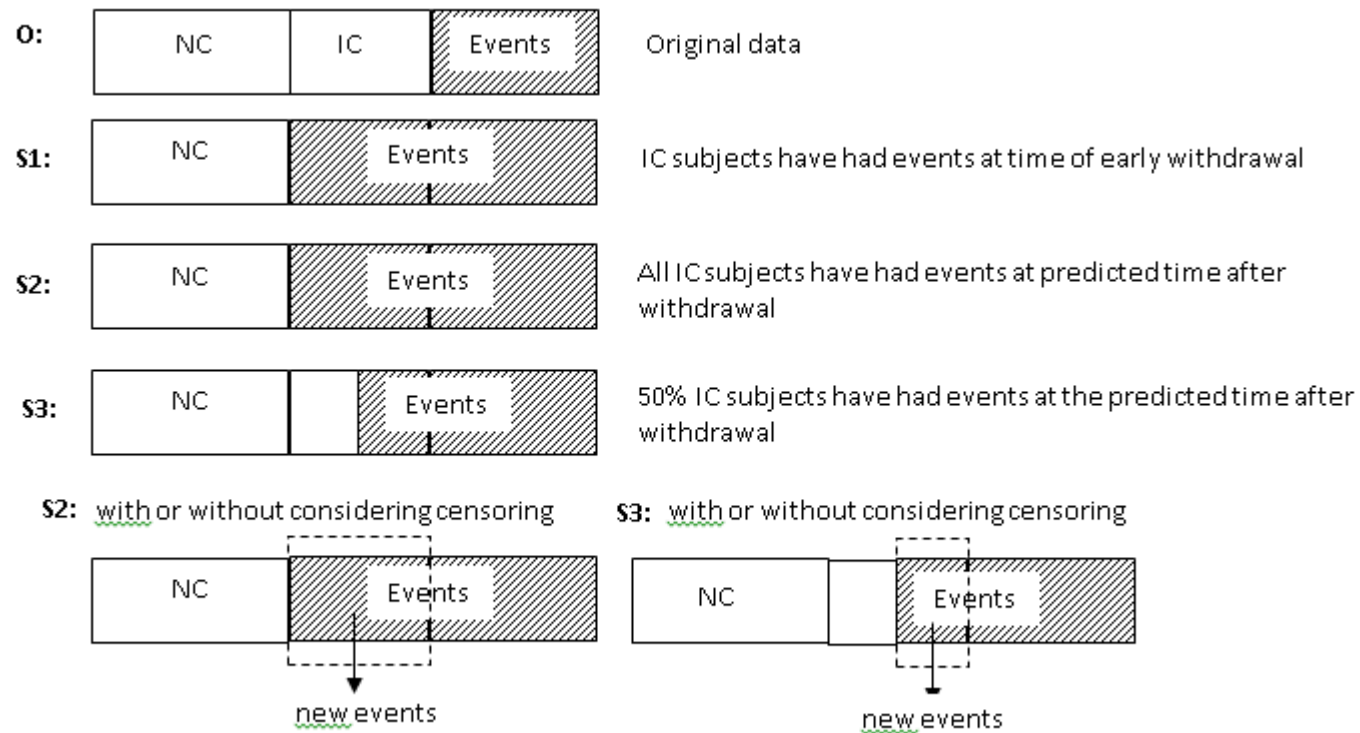 O: NC IC Events Original data
S1: NC Events IC subjects have had events at time of early withdrawal
S2: NC Events All IC subjects have had events at predicted time after
withdrawal
S3: NC Events 50% IC subjects have had events at the predicted time after
withdrawal
S2: with or without considering censoring
NC Events
new events
S3: with or without considering censoring
NC Events
new events